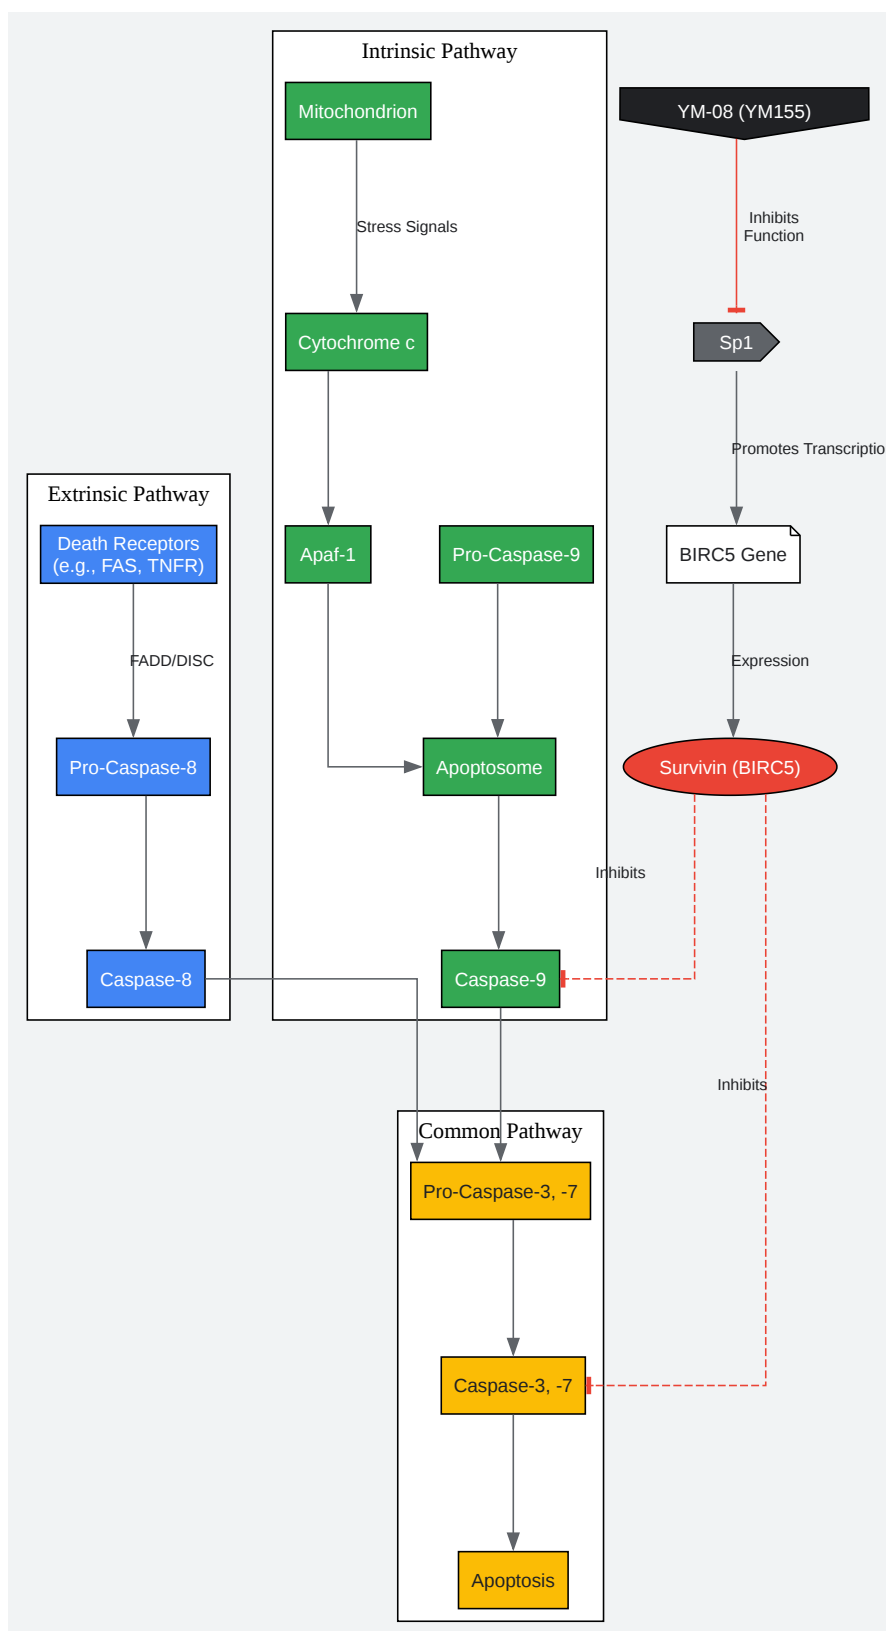 Intrinsic Pathway
Mitochondrion
YM-08 (YM155)
Inhibits
Function
Stress Signals
Cytochrome c
Sp1
Promotes Transcriptio
Extrinsic Pathway
Death Receptors
(e.g., FAS, TNFR)
Apaf-1
Pro-Caspase-9
BIRC5 Gene
FADD/DISC
Expression
Pro-Caspase-8
Apoptosome
Survivin (BIRC5)
Inhibits
Caspase-8
Caspase-9
Inhibits
Common Pathway
Pro-Caspase-3, -7
Caspase-3, -7
Apoptosis